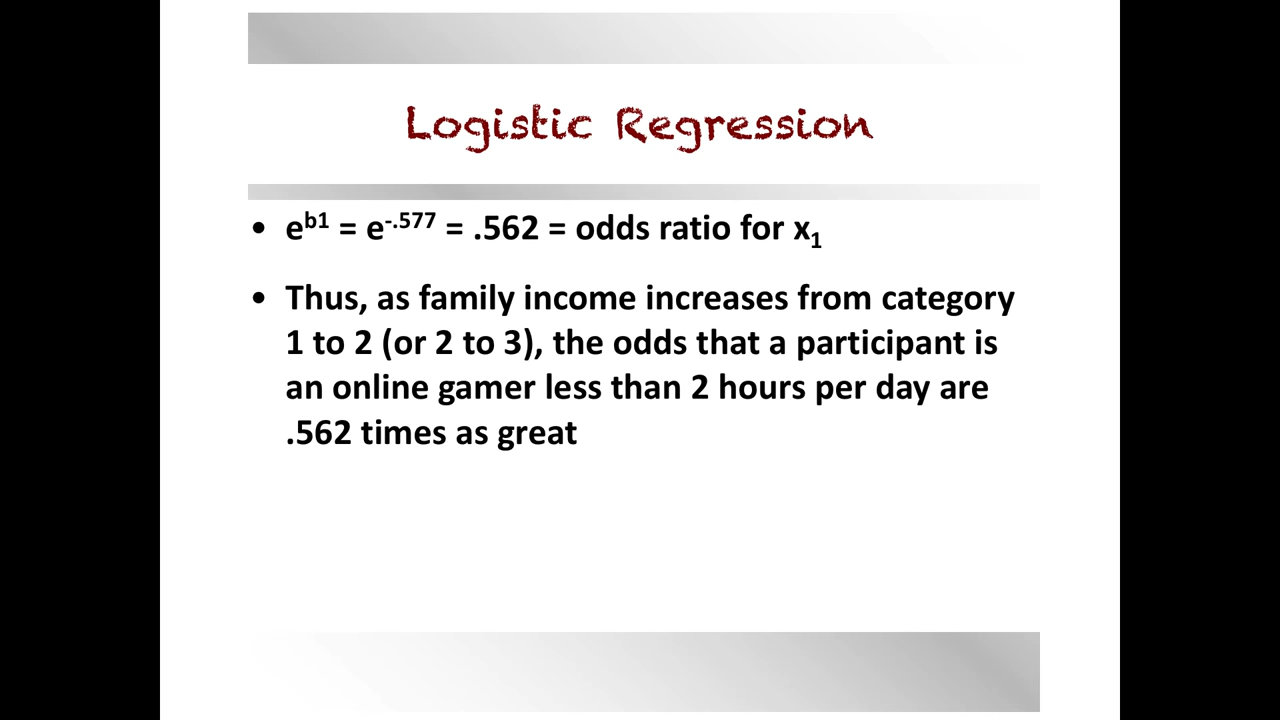 Logistic Regression
• e^b1 = e^-.577 = .562 = odds ratio for x₁
• Thus, as family income increases from category
1 to 2 (or 2 to 3), the odds that a participant is
an online gamer less than 2 hours per day are
.562 times as great